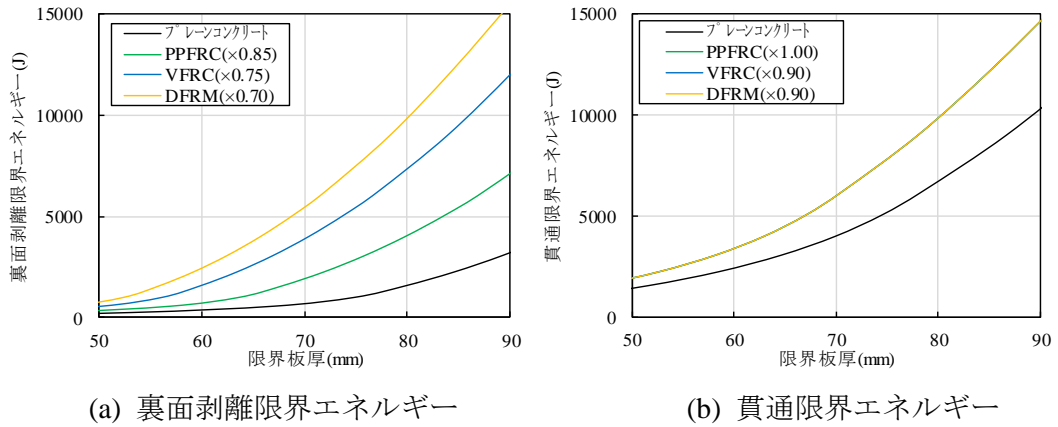 プレーンコンクリート
PPFRC(×0.85)
VFRC(×0.75)
DFRM(×0.70)
裏面剥離限界エネルギー(J)
15000
10000
5000
0
50 60 70 80 90
限界板厚(mm)
(a) 裏面剥離限界エネルギー
プレーンコンクリート
PPFRC(×1.00)
VFRC(×0.90)
DFRM(×0.90)
貫通限界エネルギー(J)
15000
10000
5000
0
50 60 70 80 90
限界板厚(mm)
(b) 貫通限界エネルギー